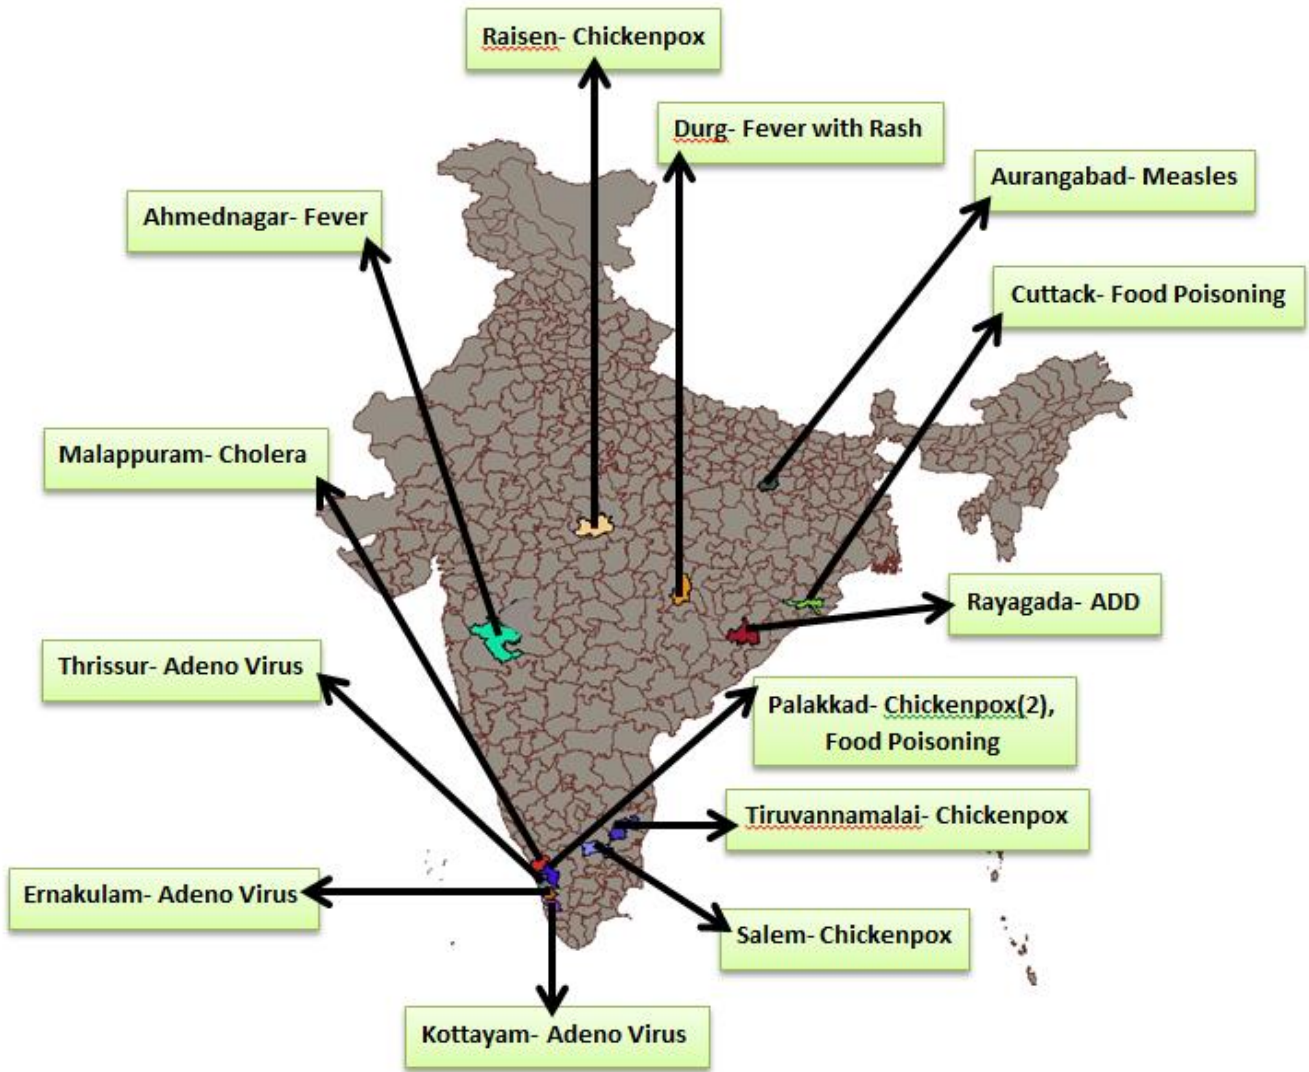 Raisen- Chickenpox
Durg- Fever with Rash
Aurangabad- Measles
Ahmednagar- Fever
Cuttack- Food Poisoning
Malappuram- Cholera
Rayagada- ADD
Thrissur- Adeno Virus
Palakkad- Chickenpox(2),
Food Poisoning
Tiruvannamalai- Chickenpox
Ernakulam- Adeno Virus
Salem- Chickenpox
Kottayam- Adeno Virus